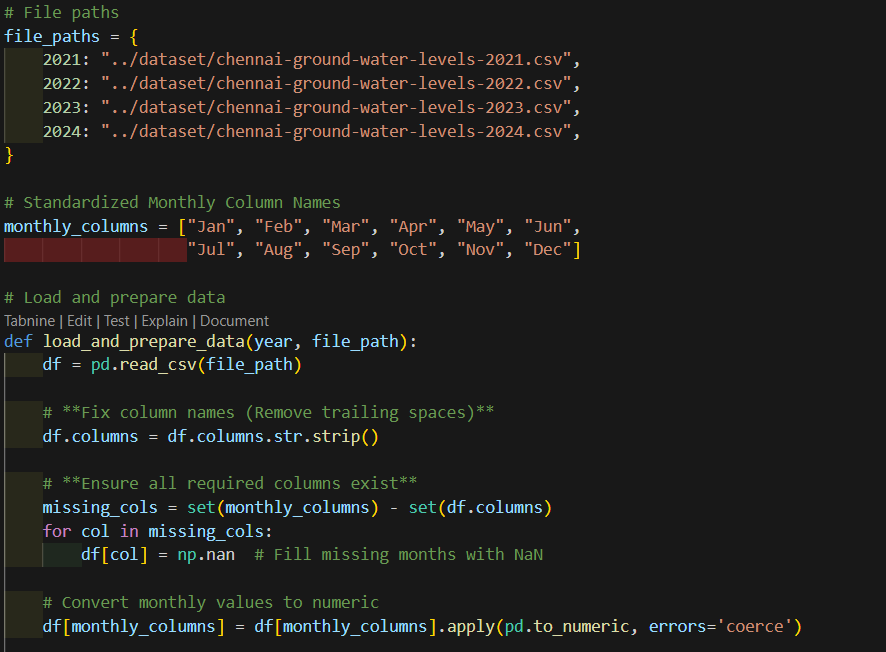 # File paths
file_paths = {
    2021: "../dataset/chennai-ground-water-levels-2021.csv",
    2022: "../dataset/chennai-ground-water-levels-2022.csv",
    2023: "../dataset/chennai-ground-water-levels-2023.csv",
    2024: "../dataset/chennai-ground-water-levels-2024.csv",
}
# Standardized Monthly Column Names
monthly_columns = ["Jan", "Feb", "Mar", "Apr", "May", "Jun",
                   "Jul", "Aug", "Sep", "Oct", "Nov", "Dec"]
# Load and prepare data
Tabnine | Edit | Test | Explain | Document
def load_and_prepare_data(year, file_path):
    df = pd.read_csv(file_path)
    # **Fix column names (Remove trailing spaces)**
    df.columns = df.columns.str.strip()
    # **Ensure all required columns exist**
    missing_cols = set(monthly_columns) - set(df.columns)
    for col in missing_cols:
        df[col] = np.nan  # Fill missing months with NaN
    # Convert monthly values to numeric
    df[monthly_columns] = df[monthly_columns].apply(pd.to_numeric, errors='coerce')